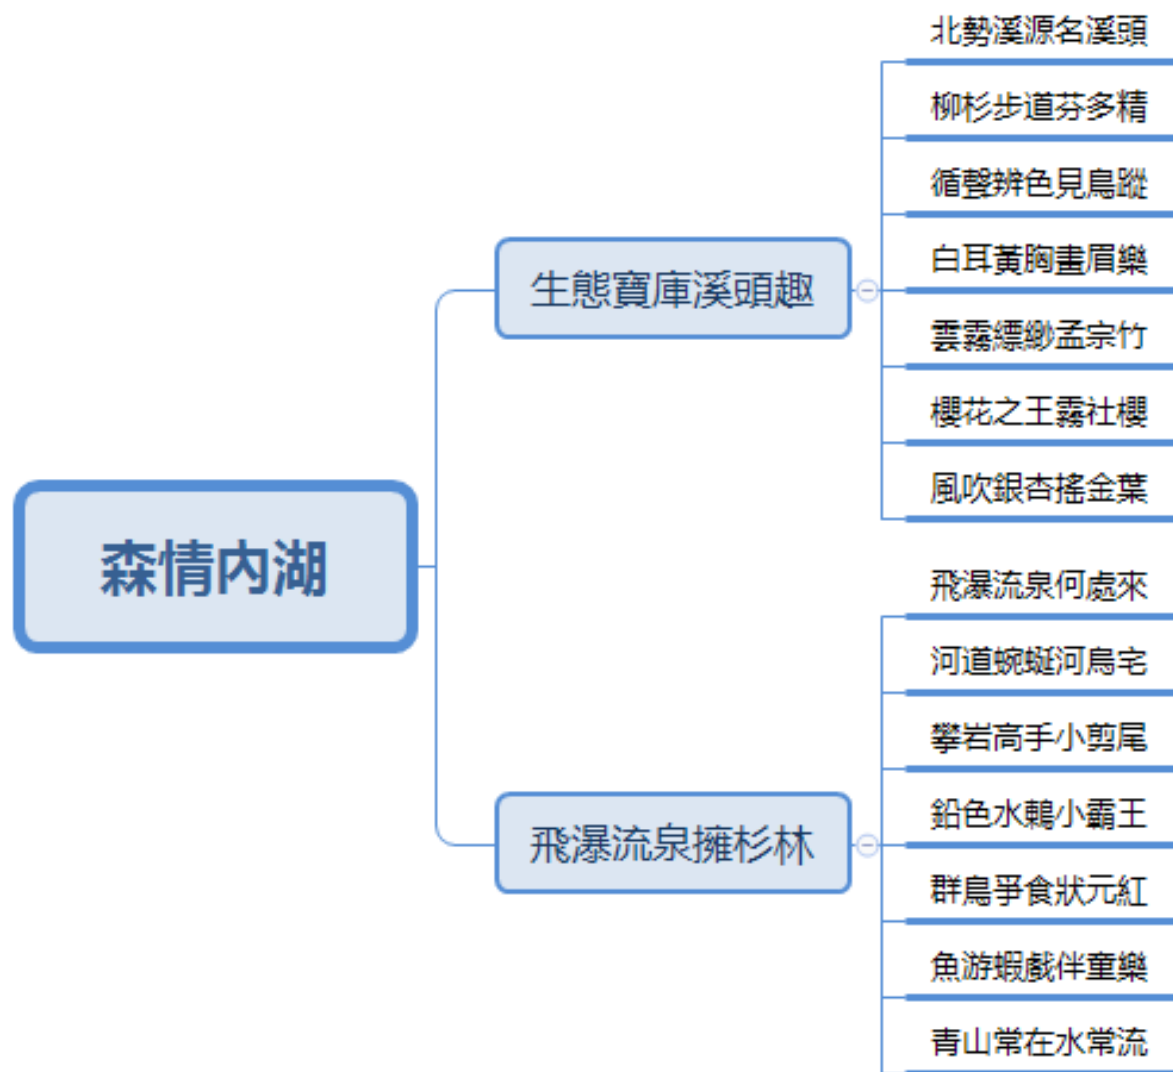 森情內湖
生態寶庫溪頭趣
北勢溪源名溪頭
柳杉步道芬多精
循聲辨色見鳥蹤
白耳黃胸畫眉樂
雲霧縹緲孟宗竹
櫻花之王霧社櫻
風吹銀杏搖金葉
飛瀑流泉擁杉林
飛瀑流泉何處來
河道蜿蜒河鳥宅
攀岩高手小剪尾
鉛色水鶇小霸王
群鳥爭食狀元紅
魚游蝦戲伴童樂
青山常在水常流